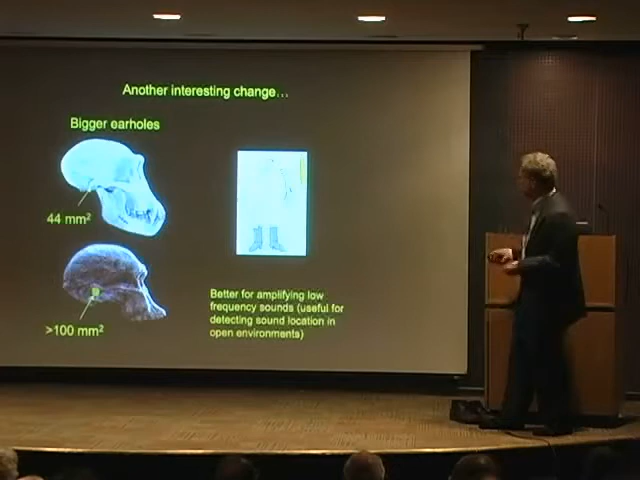 Another interesting change...
Bigger earholes
44 mm²
>100 mm²
Better for amplifying low
frequency sounds (useful for
detecting sound location in
open environments)